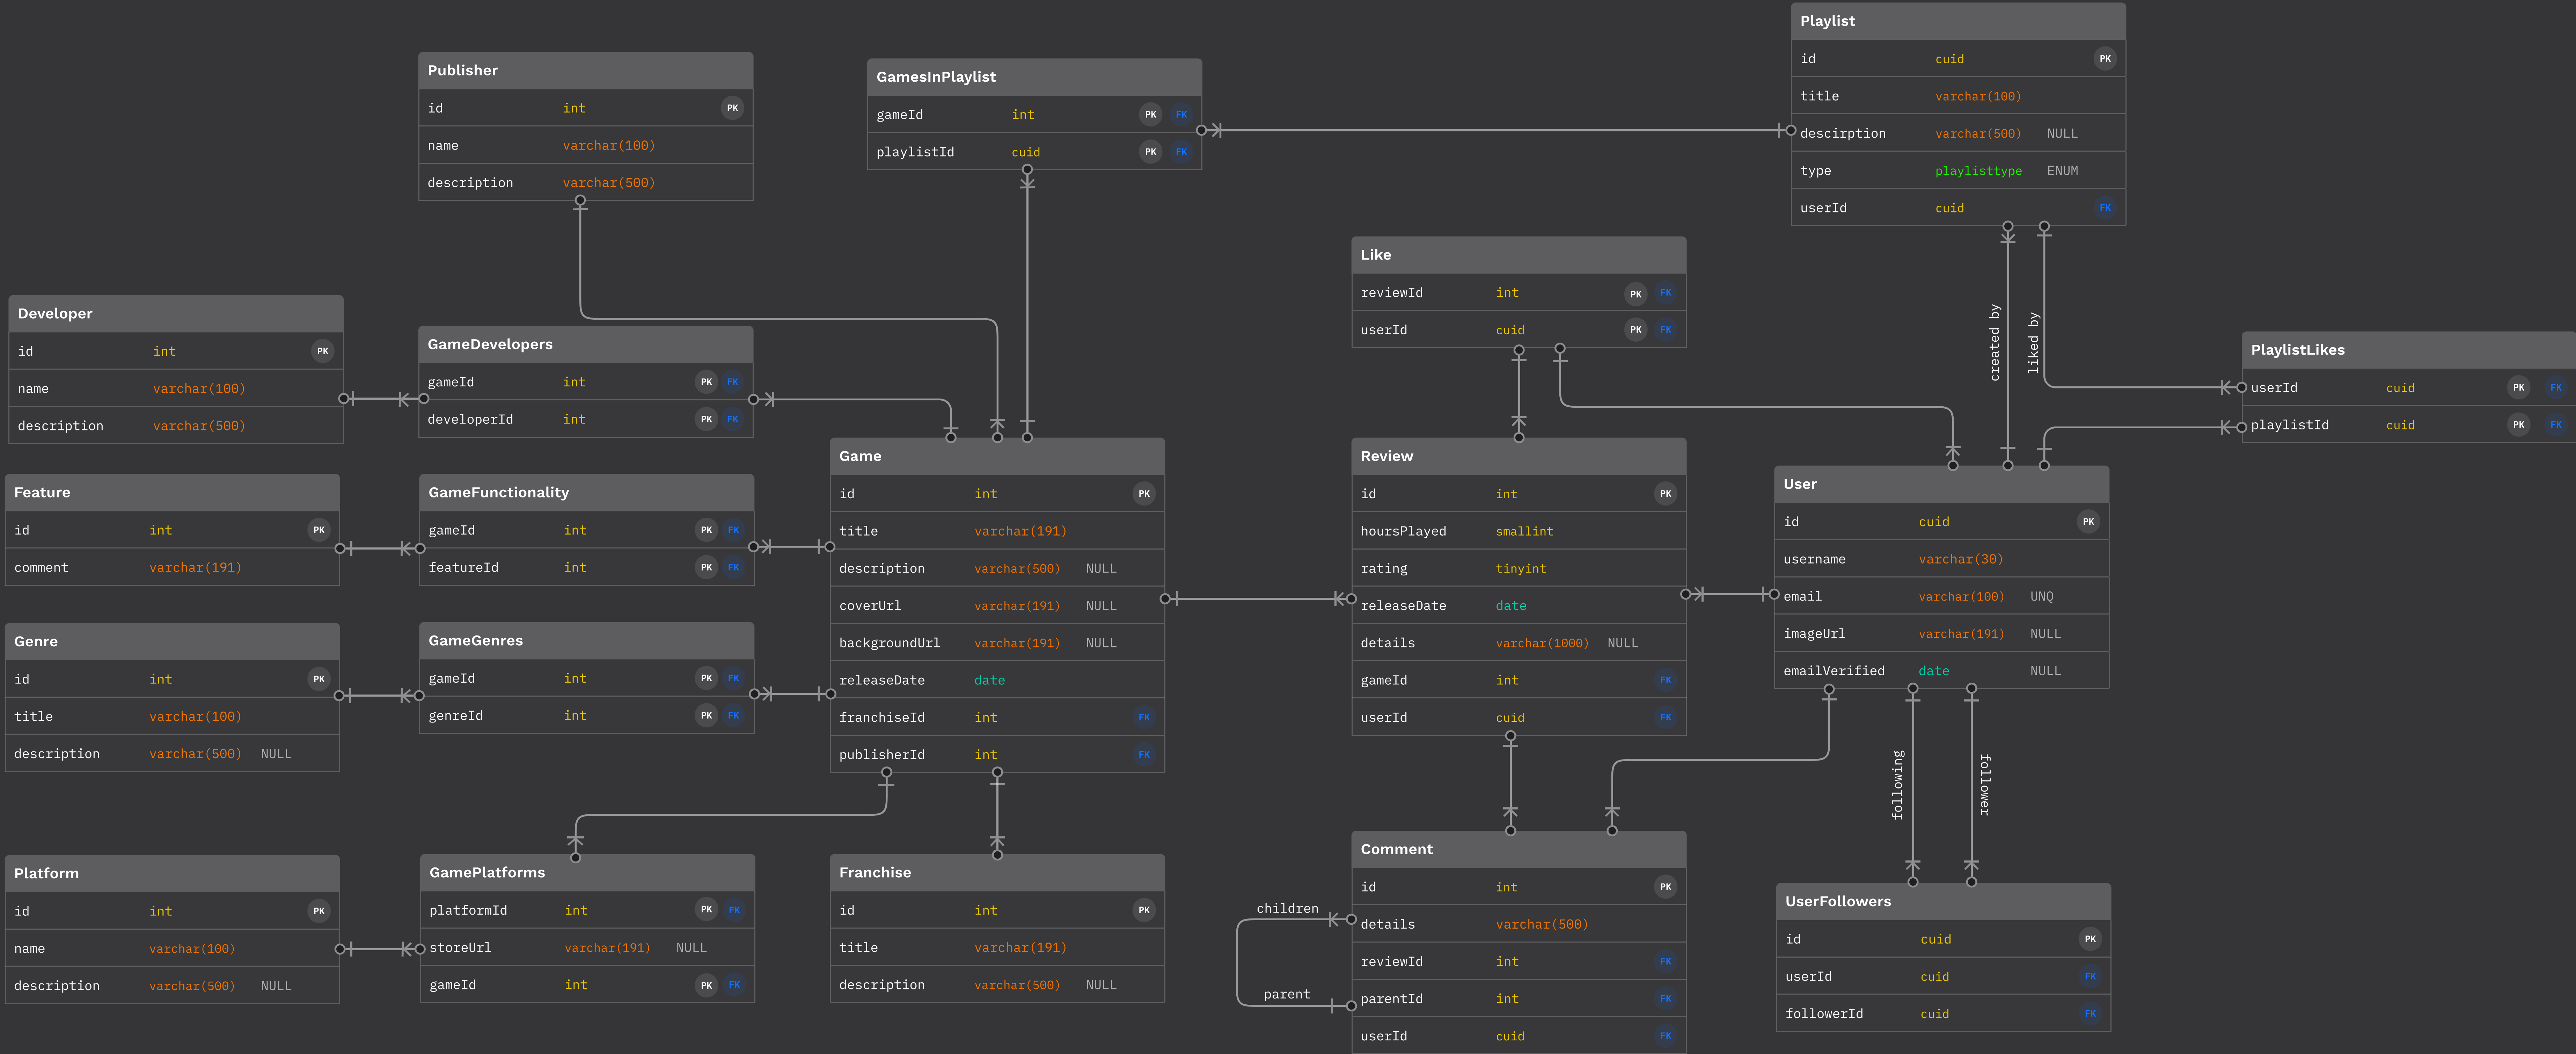 Playlist
id cuid PK
title varchar(100)
descirption varchar(500) NULL
type playlisttype ENUM
userId cuid FK
Publisher
id int PK
name varchar(100)
description varchar(500)
GamesInPlaylist
gameId int PK FK
playlistId cuid PK FK
Like
reviewId int PK FK
userId cuid PK FK
created by
liked by
Developer
id int PK
name varchar(100)
description varchar(500)
GameDevelopers
gameId int PK FK
developerId int PK FK
PlaylistLikes
userId cuid PK FK
playlistId cuid PK FK
Feature
id int PK
comment varchar(191)
GameFunctionality
gameId int PK FK
featureId int PK FK
Game
id int PK
title varchar(191)
description varchar(500) NULL
coverUrl varchar(191) NULL
backgroundUrl varchar(191) NULL
releaseDate date
franchiseId int FK
publisherId int FK
Review
id int PK
hoursPlayed smallint
rating tinyint
releaseDate date
details varchar(1000) NULL
gameId int FK
userId cuid FK
User
id cuid PK
username varchar(30)
email varchar(100) UNQ
imageUrl varchar(191) NULL
emailVerified date NULL
Genre
id int PK
title varchar(100)
description varchar(500) NULL
GameGenres
gameId int PK FK
genreId int PK FK
following
follower
Platform
id int PK
name varchar(100)
description varchar(500) NULL
GamePlatforms
platformId int PK FK
storeUrl varchar(191) NULL
gameId int PK FK
Franchise
id int PK
title varchar(191)
description varchar(500) NULL
children
parent
Comment
id int PK
details varchar(500)
reviewId int FK
parentId int FK
userId cuid FK
UserFollowers
id cuid PK
userId cuid FK
followerId cuid FK